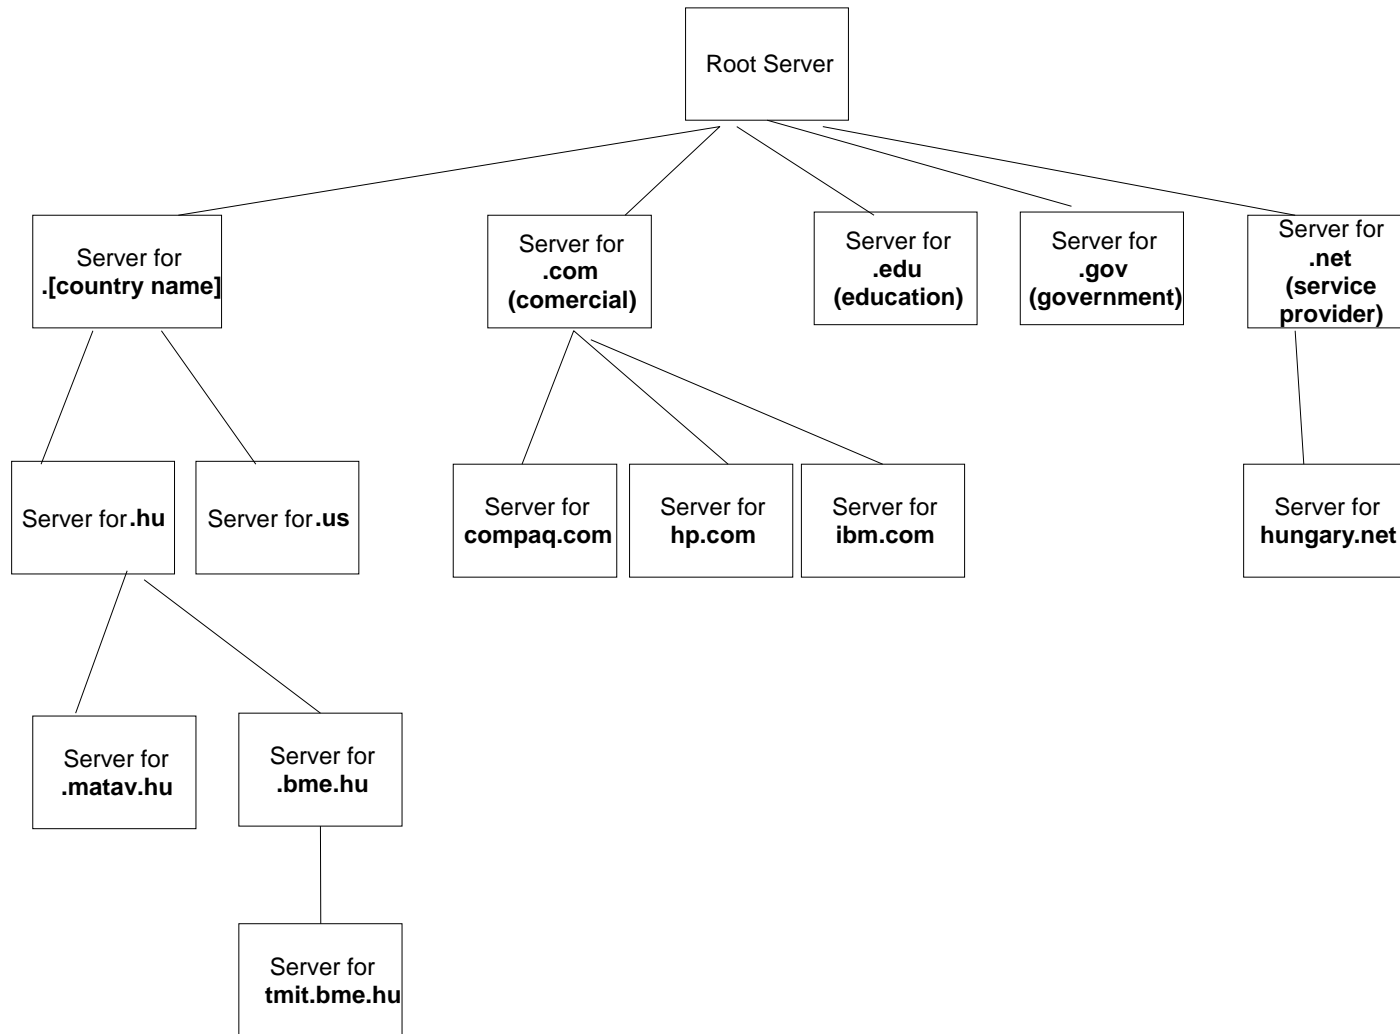 Root Server
Server for
.[country name]
Server for
.com
(comercial)
Server for
.edu
(education)
Server for
.gov
(government)
Server for
.net
(service
provider)
Server for .hu
Server for .us
Server for
compaq.com
Server for
hp.com
Server for
ibm.com
Server for
hungary.net
Server for
.matav.hu
Server for
.bme.hu
Server for
tmit.bme.hu